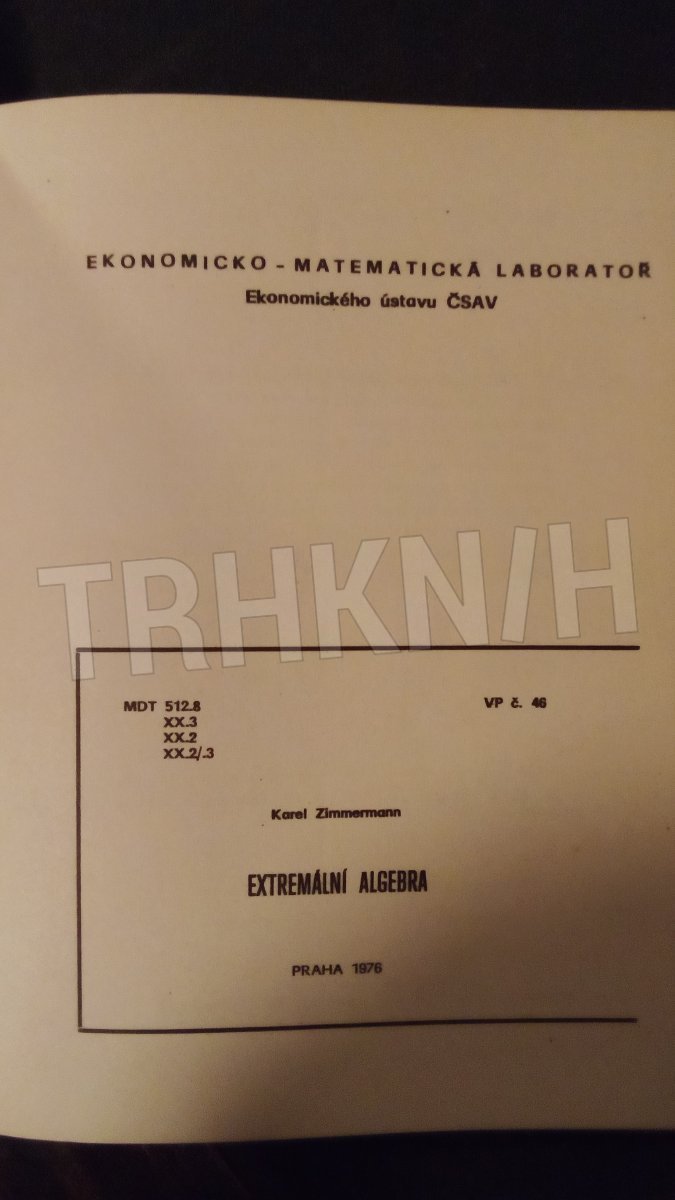 EKONOMICKO - MATEMATICKÁ LABORATOŘ
Ekonomického ústavu ČSAV
TRHKNIH
MDT 512.8
VP č. 46
XX.3
XX.2
XX.2/.3
Karel Zimmermann
EXTREMÁLNÍ ALGEBRA
PRAHA 1976